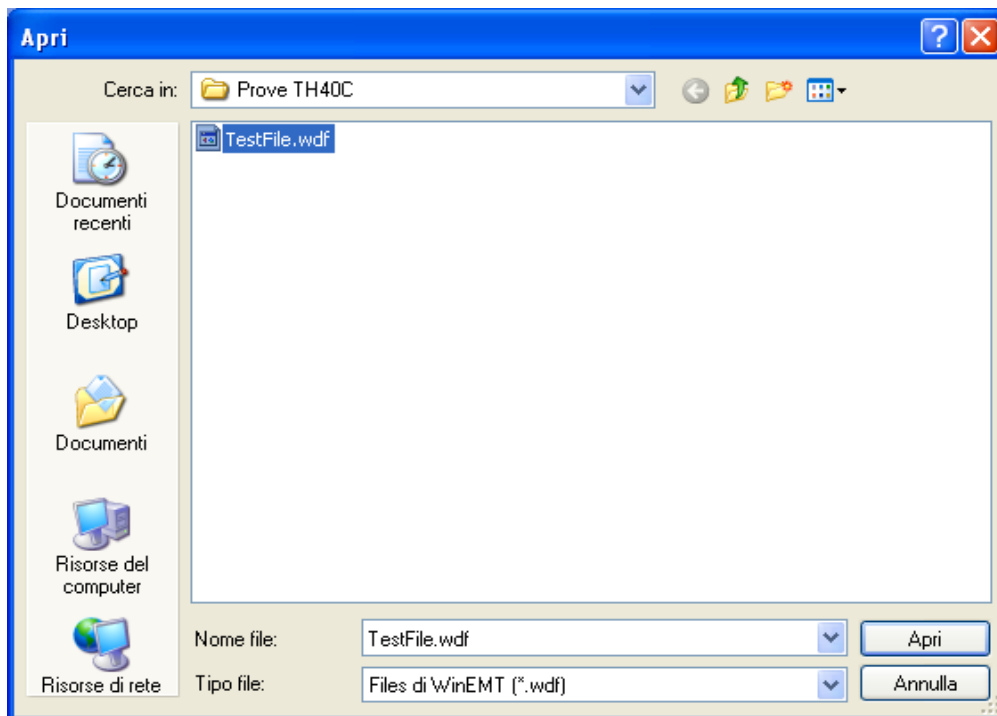 Apri
Cerca in: Prove TH40C
TestFile.wdf
Documenti
recenti
Desktop
Documenti
Risorse del
computer
Risorse di rete
Nome file: TestFile.wdf Apri
Tipo file: Files di WinEMT (*.wdf) Annulla